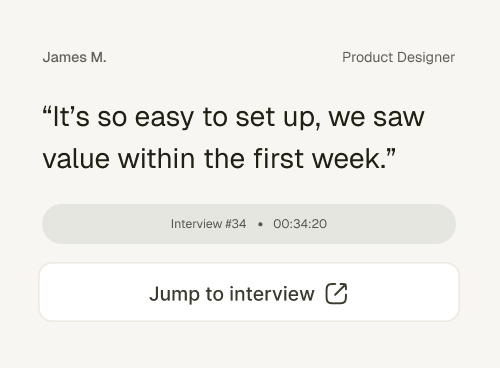 James M.
Product Designer
“It’s so easy to set up, we saw
value within the first week.”
Interview #34 • 00:34:20
Jump to interview